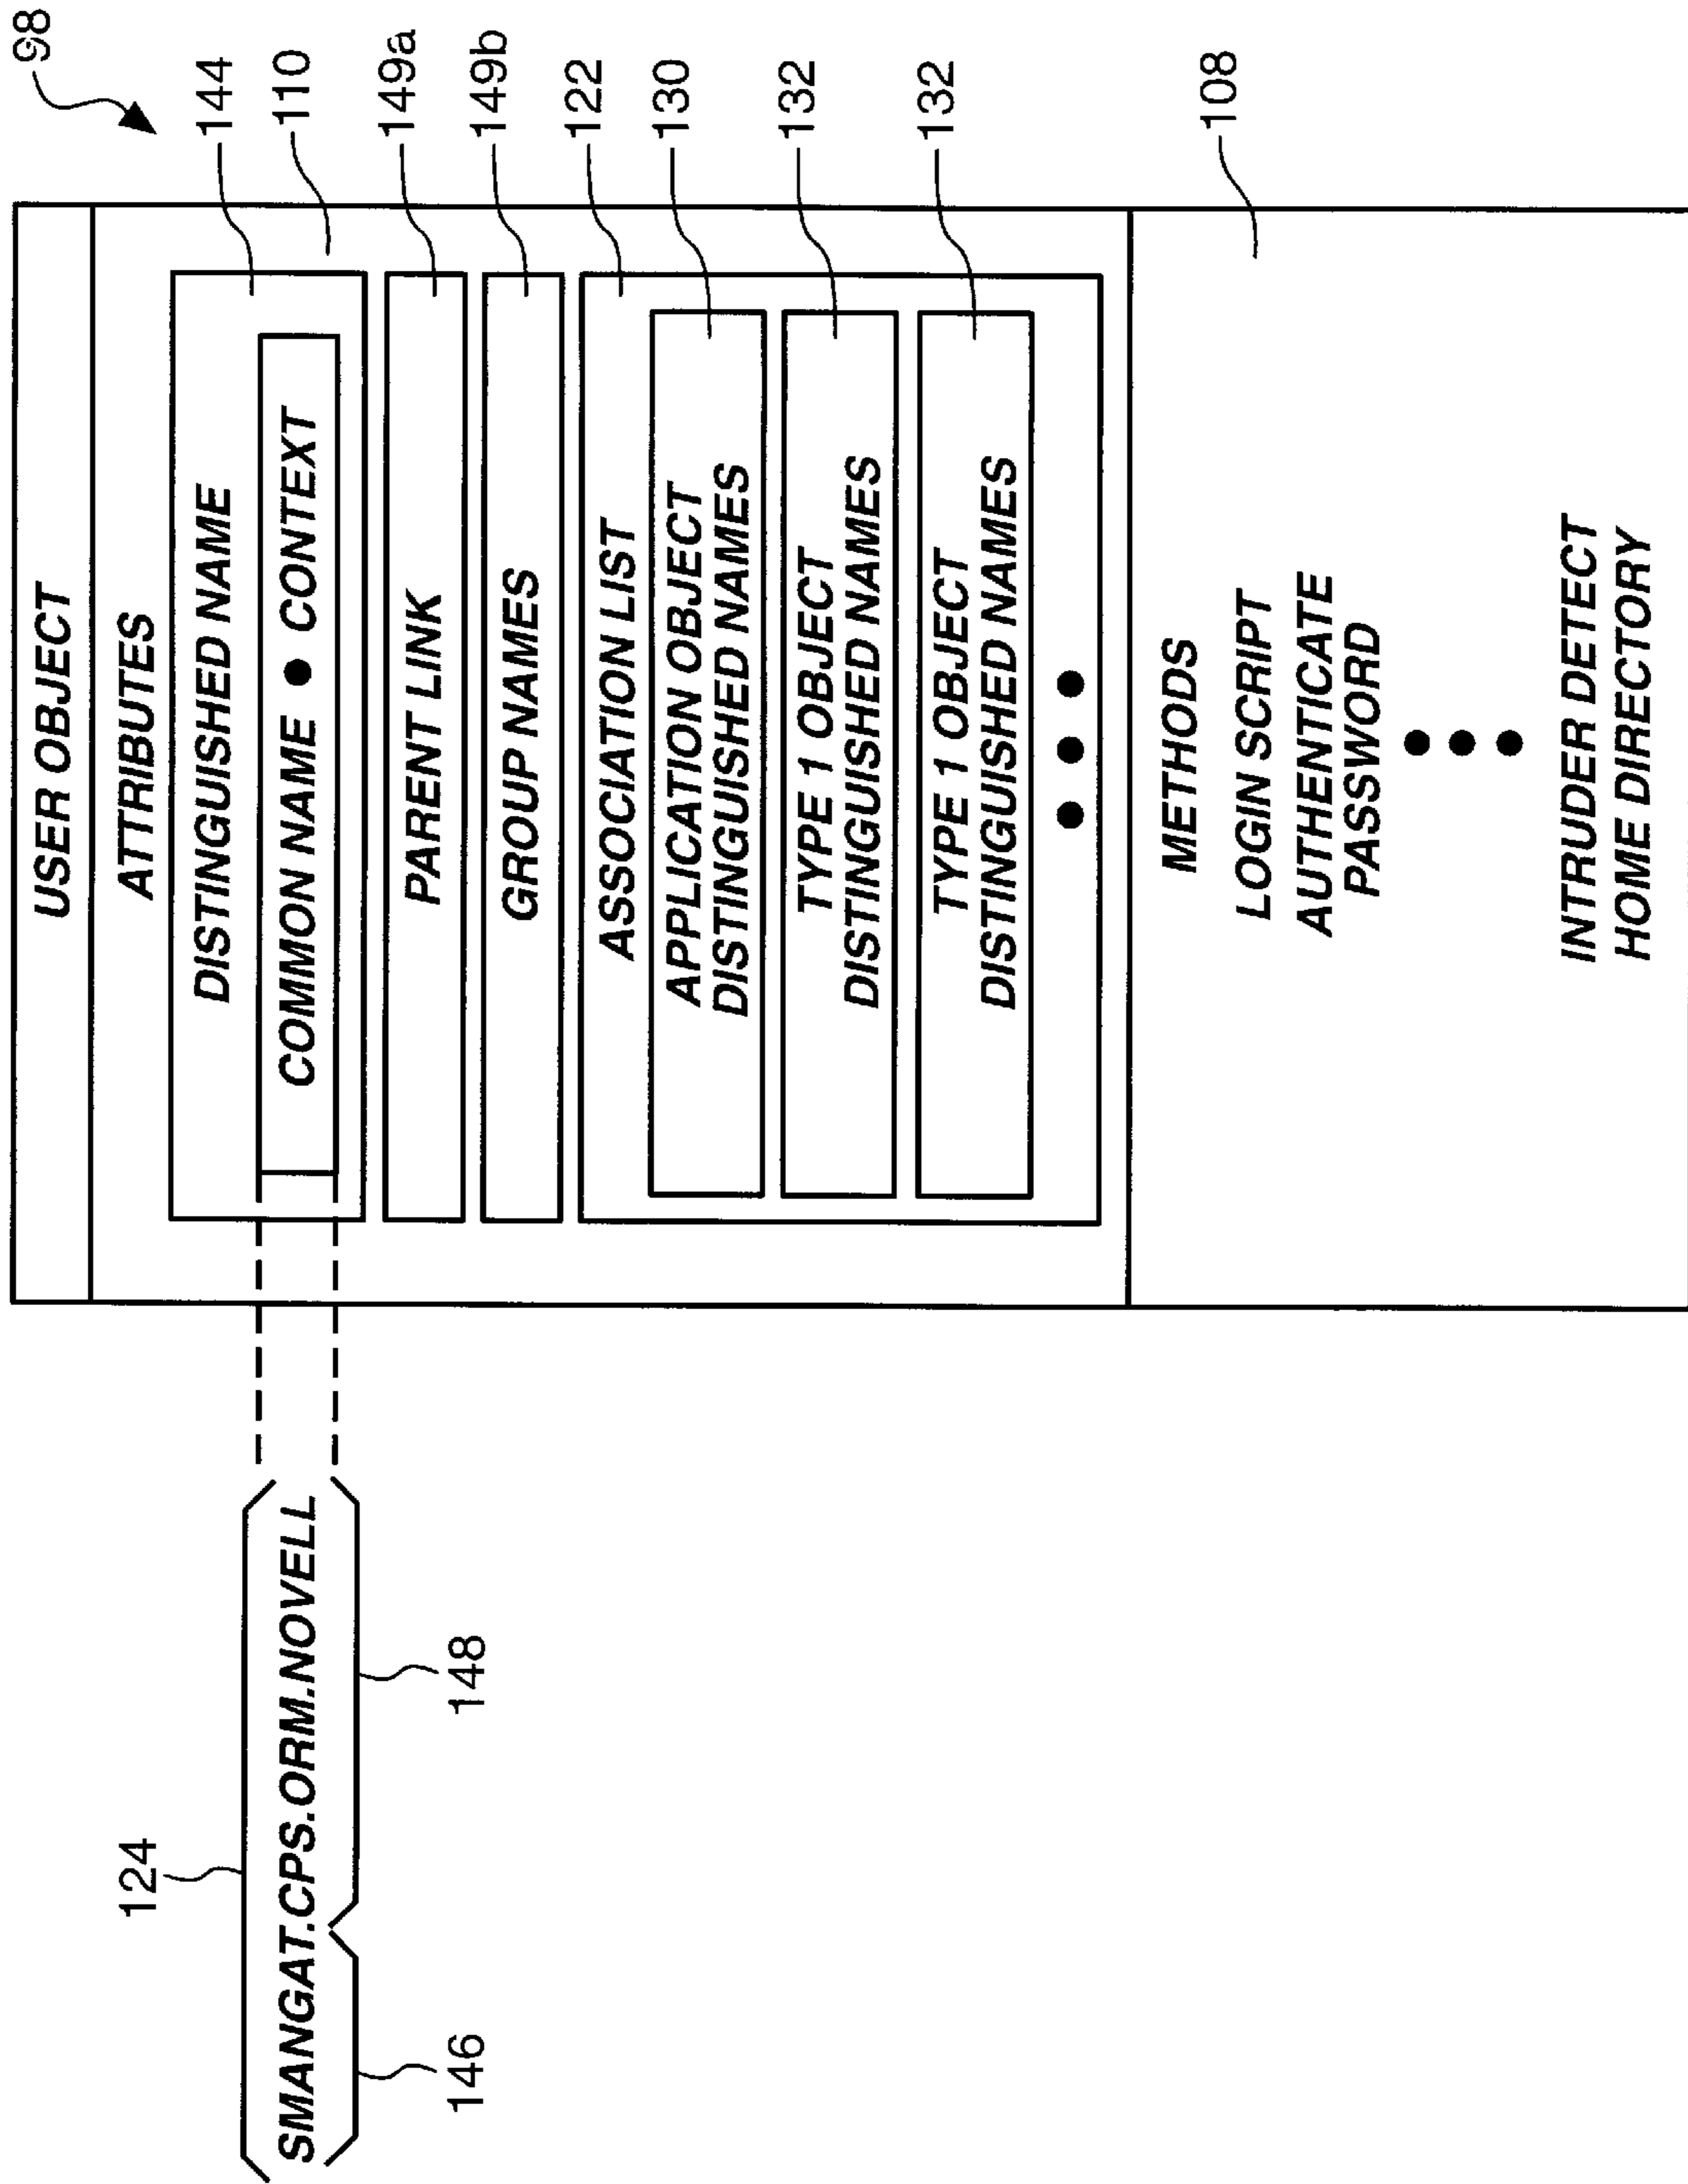 98
USER OBJECT
ATTRIBUTES
144
DISTINGUISHED NAME
124
SMANGAT.CPS.ORM.NOVELL
COMMON NAME ● CONTEXT
110
146
148
PARENT LINK
149a
GROUP NAMES
149b
ASSOCIATION LIST
122
APPLICATION OBJECT
DISTINGUISHED NAMES
130
TYPE 1 OBJECT
DISTINGUISHED NAMES
132
TYPE 1 OBJECT
DISTINGUISHED NAMES
132
● ● ●
METHODS
108
LOGIN SCRIPT
AUTHENTICATE
PASSWORD
●
●
●
INTRUDER DETECT
HOME DIRECTORY